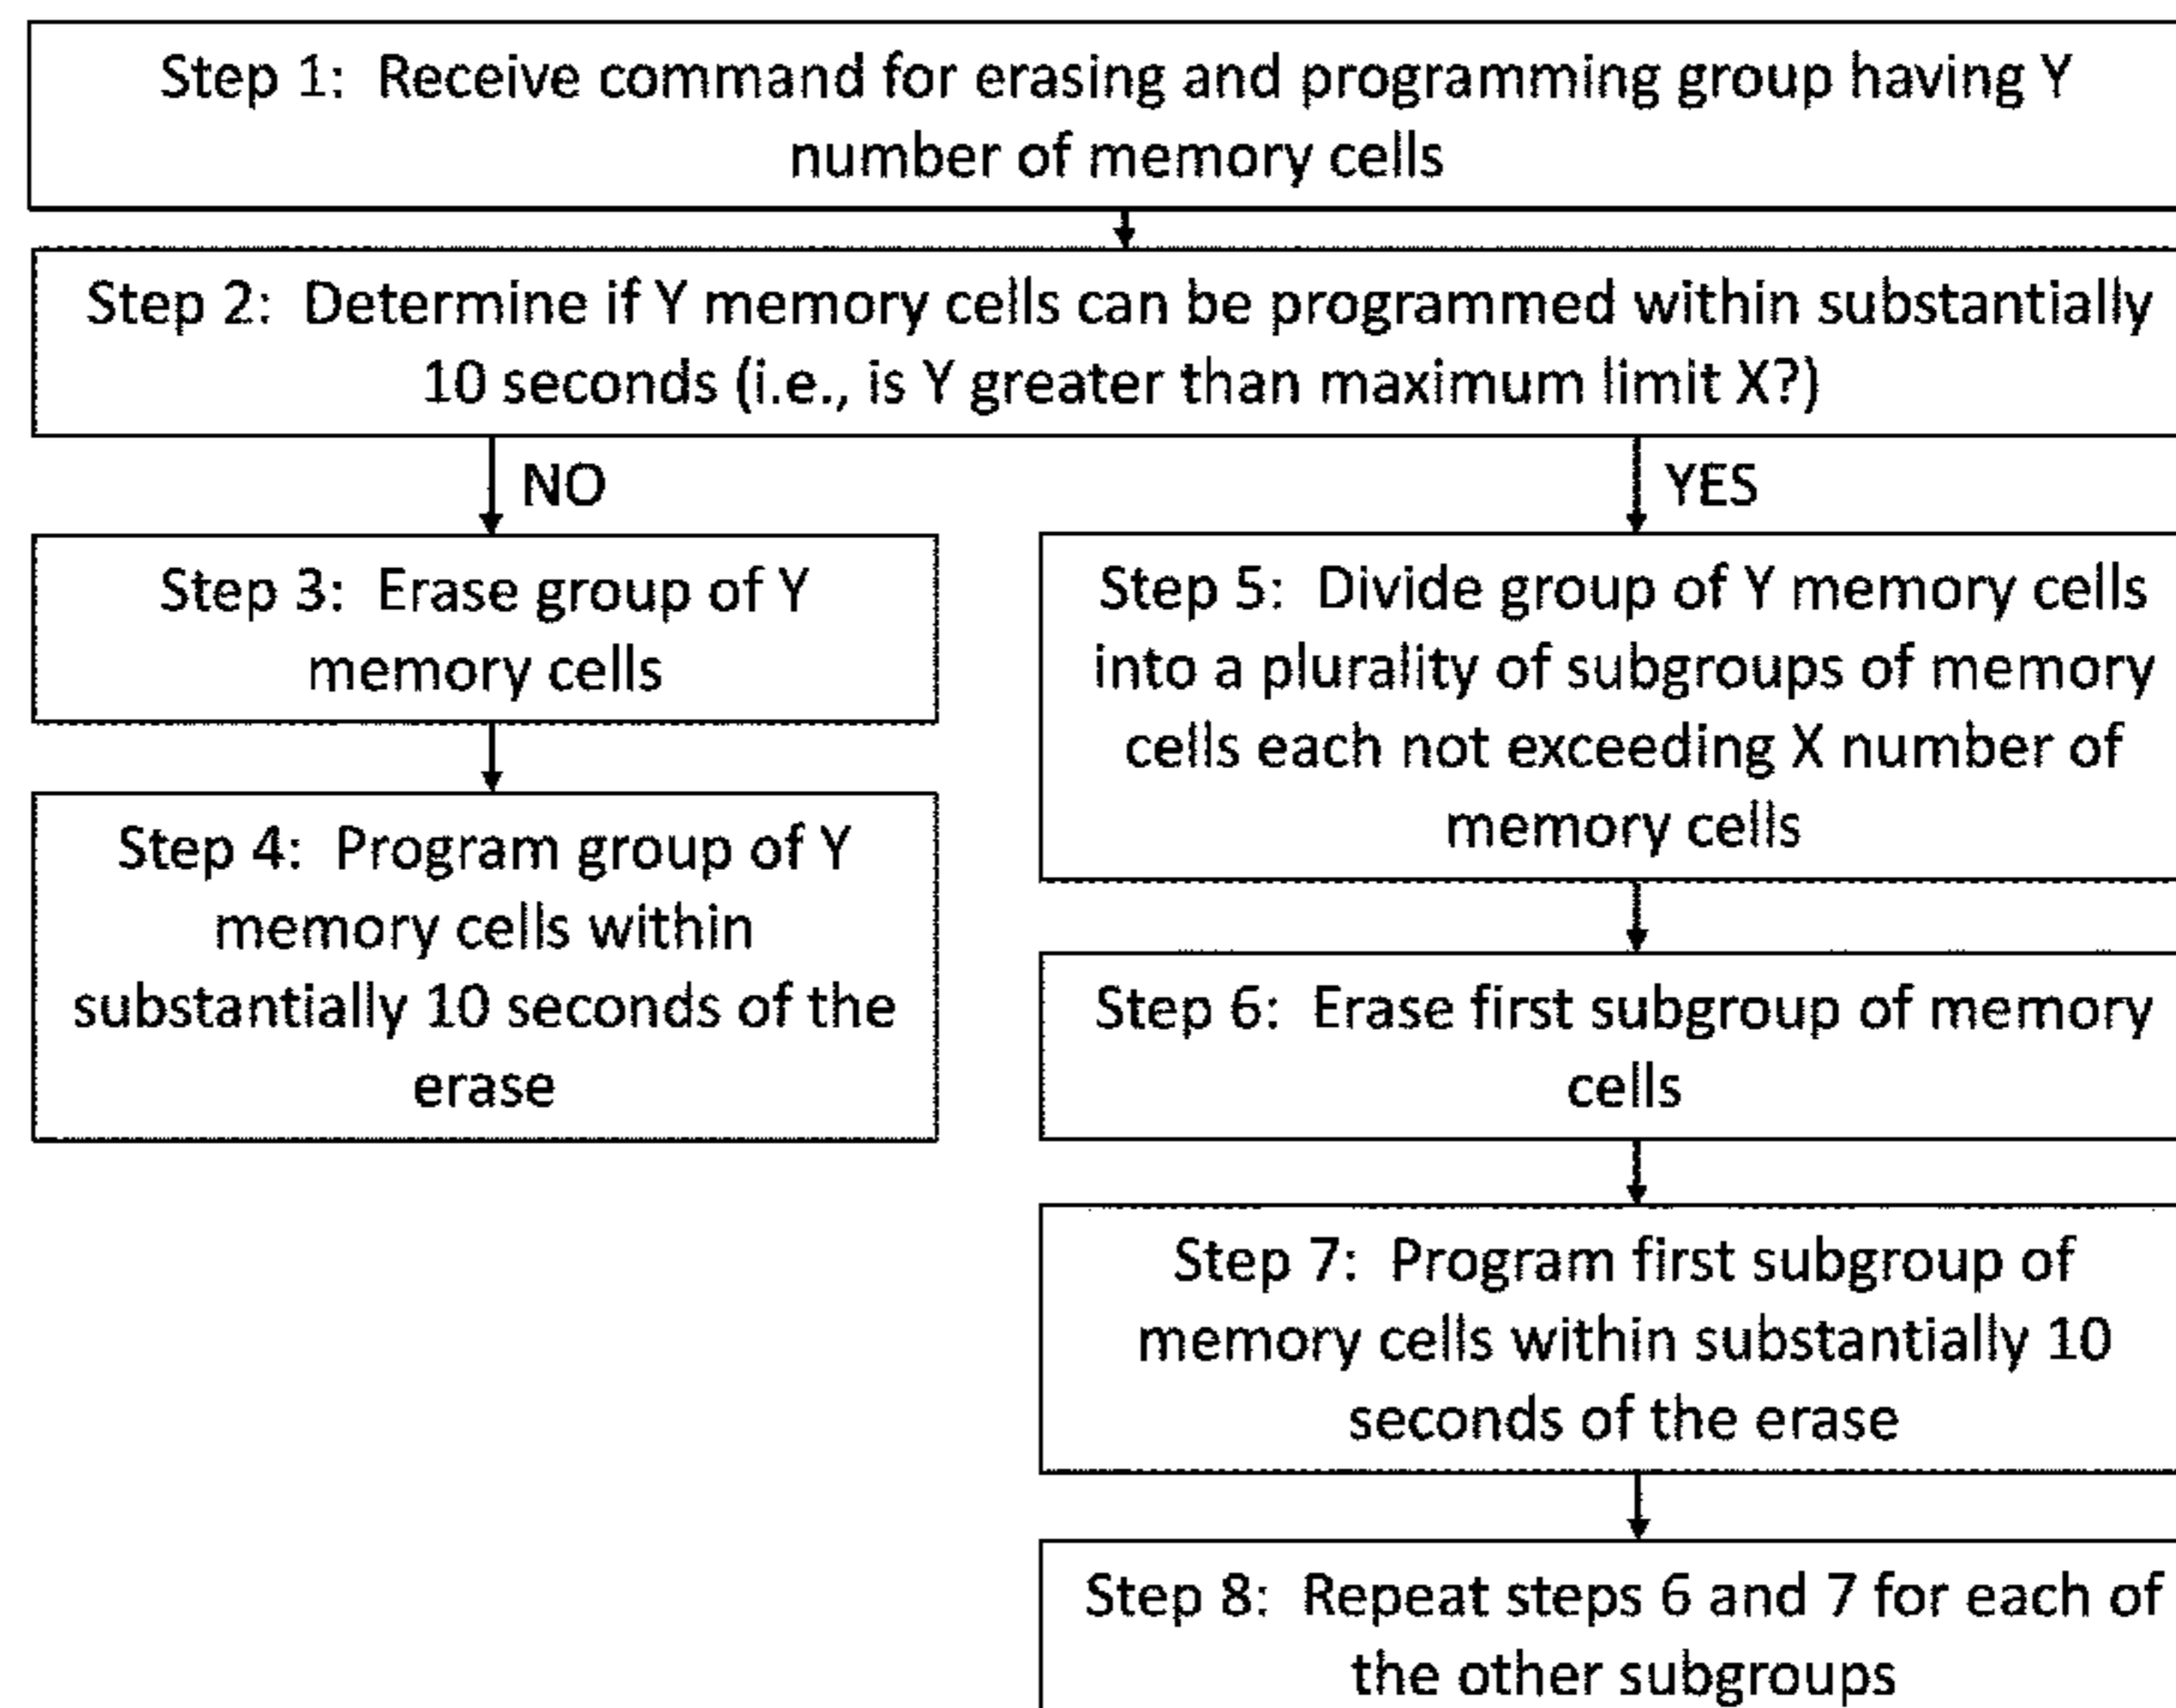 Step 1: Receive command for erasing and programming group having Y
number of memory cells
Step 2: Determine if Y memory cells can be programmed within substantially
10 seconds (i.e., is Y greater than maximum limit X?)
NO
YES
Step 3: Erase group of Y
memory cells
Step 4: Program group of Y
memory cells within
substantially 10 seconds of the
erase
Step 5: Divide group of Y memory cells
into a plurality of subgroups of memory
cells each not exceeding X number of
memory cells
Step 6: Erase first subgroup of memory
cells
Step 7: Program first subgroup of
memory cells within substantially 10
seconds of the erase
Step 8: Repeat steps 6 and 7 for each of
the other subgroups